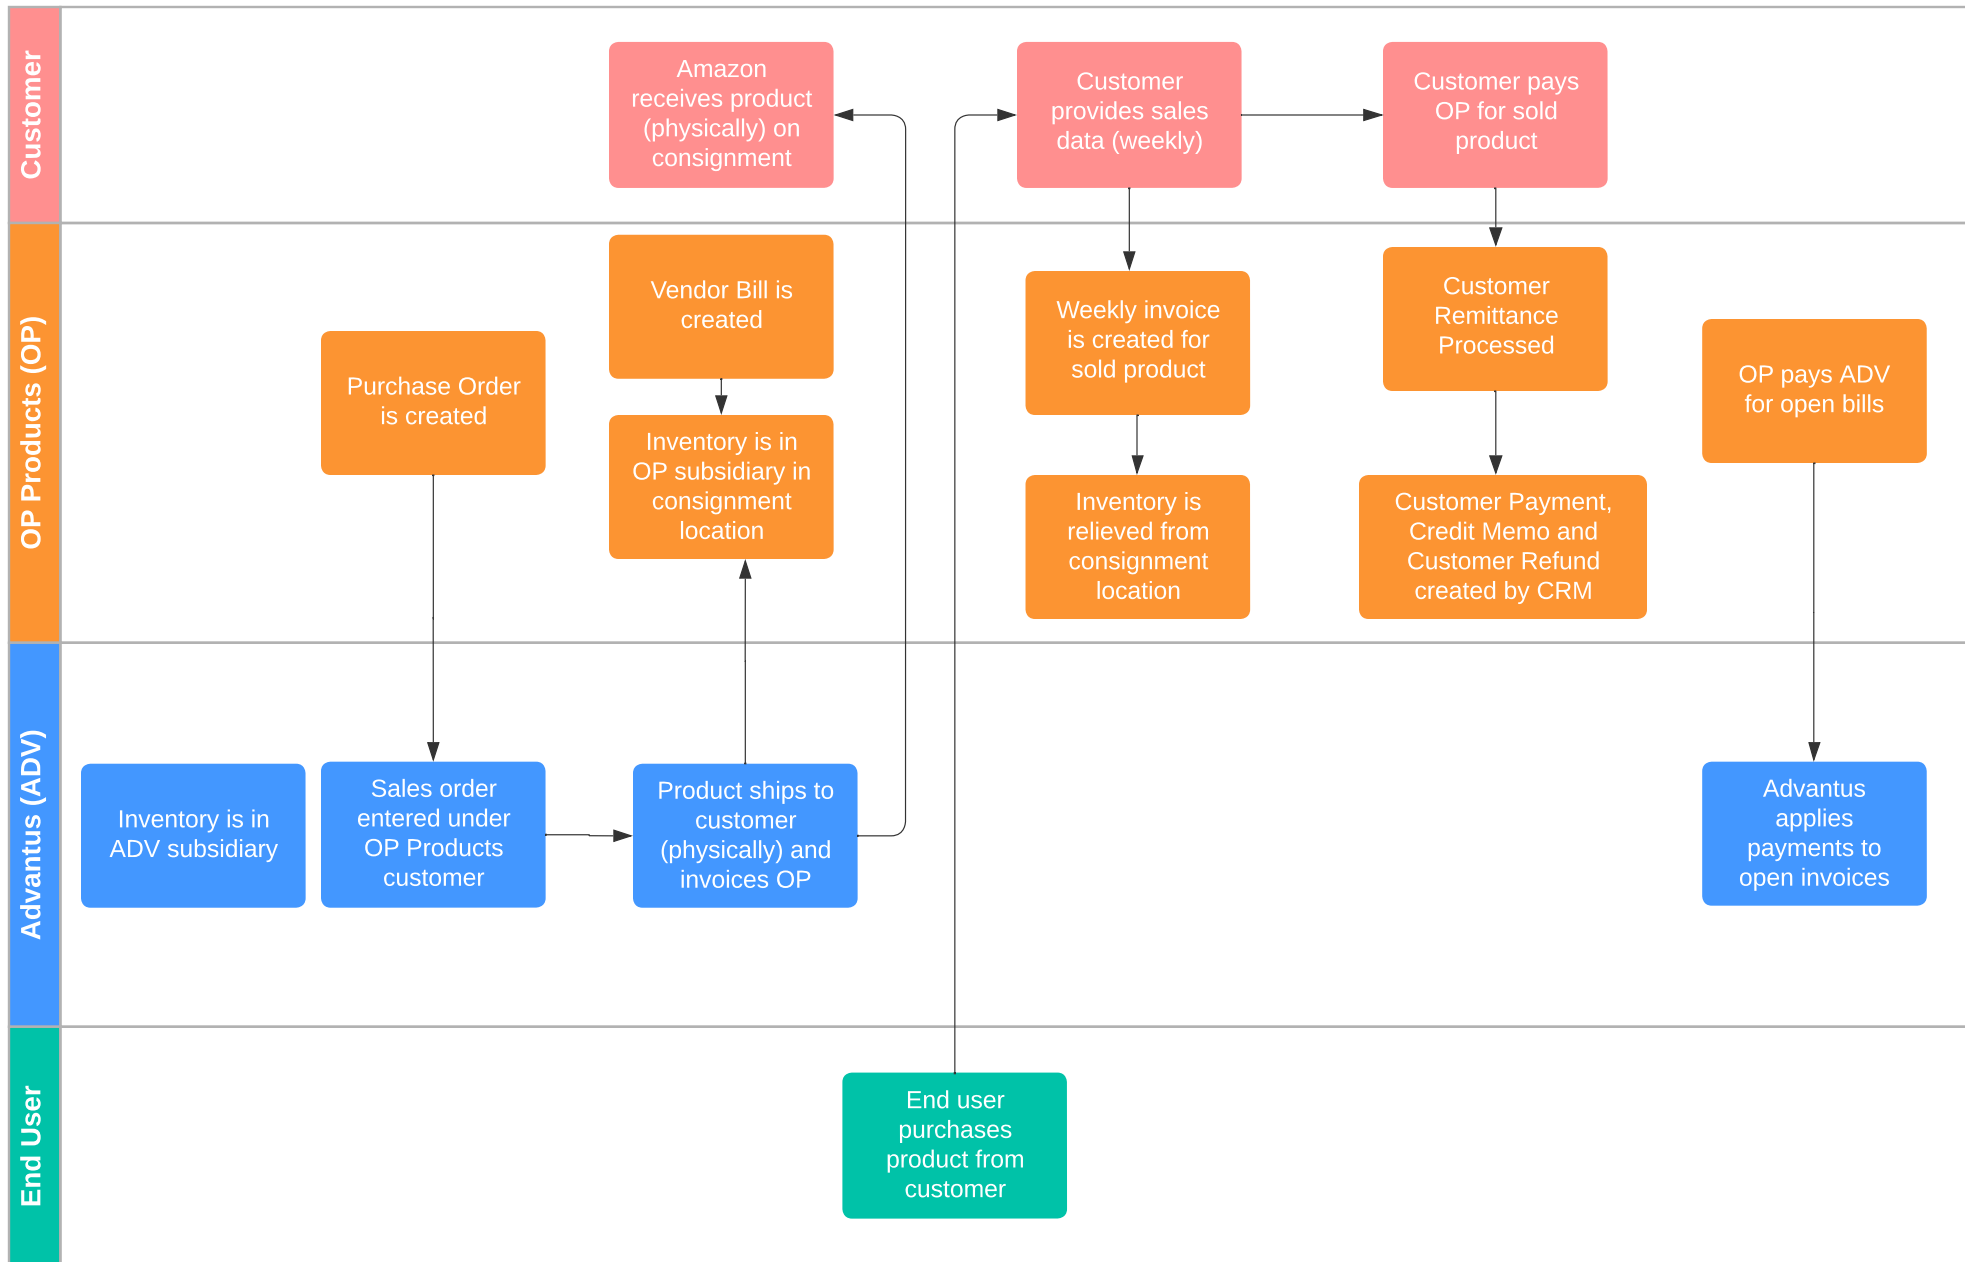 Customer
Amazon
receives product
(physically) on
consignment
Customer
provides sales
data (weekly)
Customer pays
OP for sold
product
OP Products (OP)
Purchase Order
is created
Vendor Bill is
created
Inventory is in
OP subsidiary in
consignment
location
Weekly invoice
is created for
sold product
Inventory is
relieved from
consignment
location
Customer
Remittance
Processed
Customer Payment,
Credit Memo and
Customer Refund
created by CRM
OP pays ADV
for open bills
Advantus (ADV)
Inventory is in
ADV subsidiary
Sales order
entered under
OP Products
customer
Product ships to
customer
(physically) and
invoices OP
Advantus
applies
payments to
open invoices
End User
End user
purchases
product from
customer